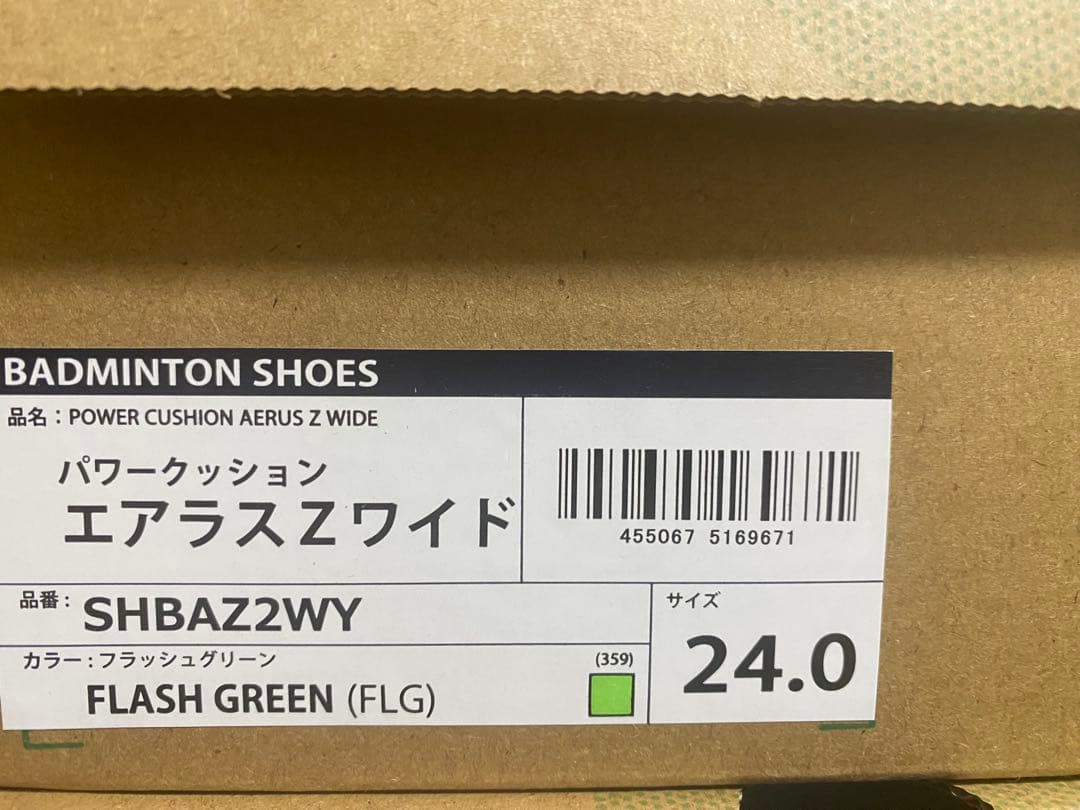 BADMINTON SHOES
品名：POWER CUSHION AERUS Z WIDE
パワークッション
エアラスZワイド
455067 5169671
品番：SHBAZ2WY
カラー：フラッシュグリーン (359)
FLASH GREEN (FLG)
サイズ
24.0